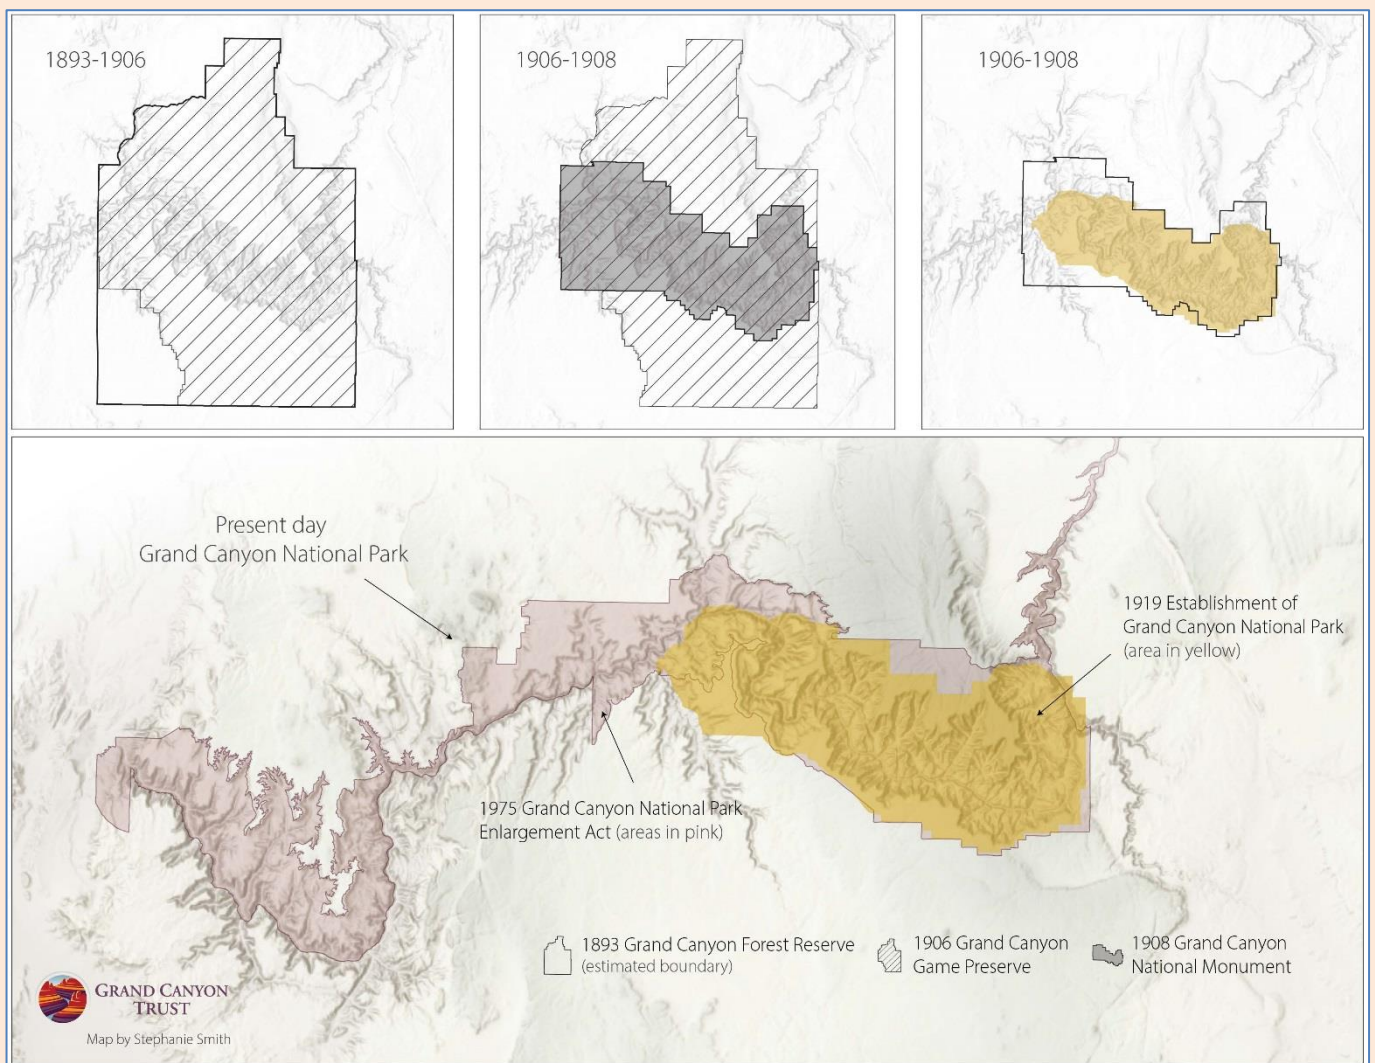 1893-1906
1906-1908
1906-1908
Present day
Grand Canyon National Park
1919 Establishment of
Grand Canyon National Park
(area in yellow)
1975 Grand Canyon National Park
Enlargement Act (areas in pink)
1893 Grand Canyon Forest Reserve
(estimated boundary)
1906 Grand Canyon
Game Preserve
1908 Grand Canyon
National Monument
GRAND CANYON
TRUST
Map by Stephanie Smith